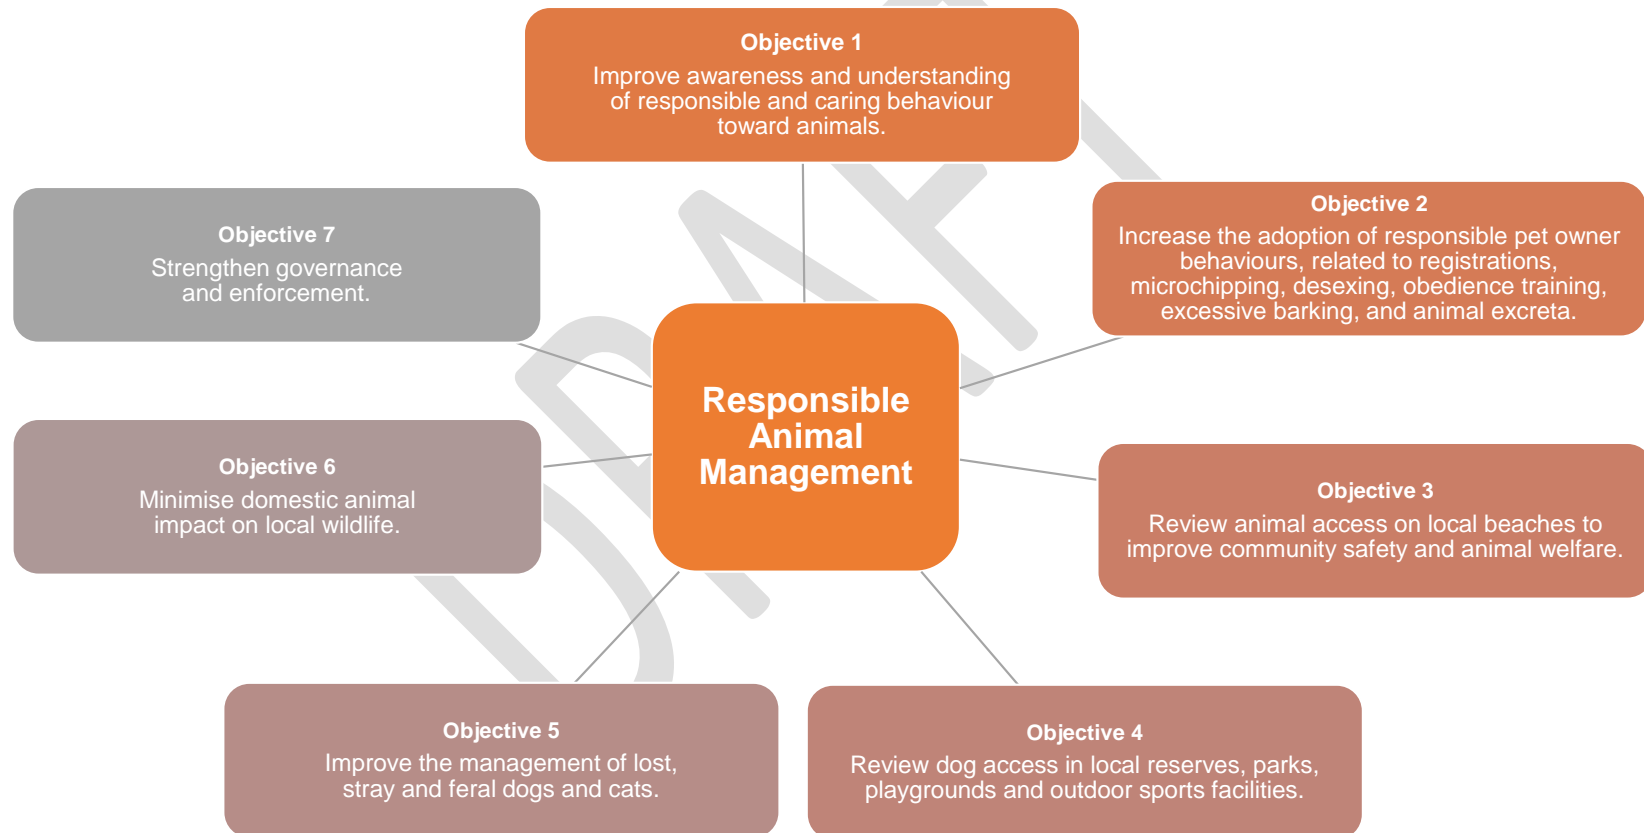 Objective 1
Improve awareness and understanding
of responsible and caring behaviour
toward animals.
Objective 2
Increase the adoption of responsible pet owner
behaviours, related to registrations,
microchipping, desexing, obedience training,
excessive barking, and animal excreta.
Objective 3
Review animal access on local beaches to
improve community safety and animal welfare.
Objective 4
Review dog access in local reserves, parks,
playgrounds and outdoor sports facilities.
Objective 5
Improve the management of lost,
stray and feral dogs and cats.
Objective 6
Minimise domestic animal
impact on local wildlife.
Objective 7
Strengthen governance
and enforcement.
Responsible
Animal
Management
DRAFT